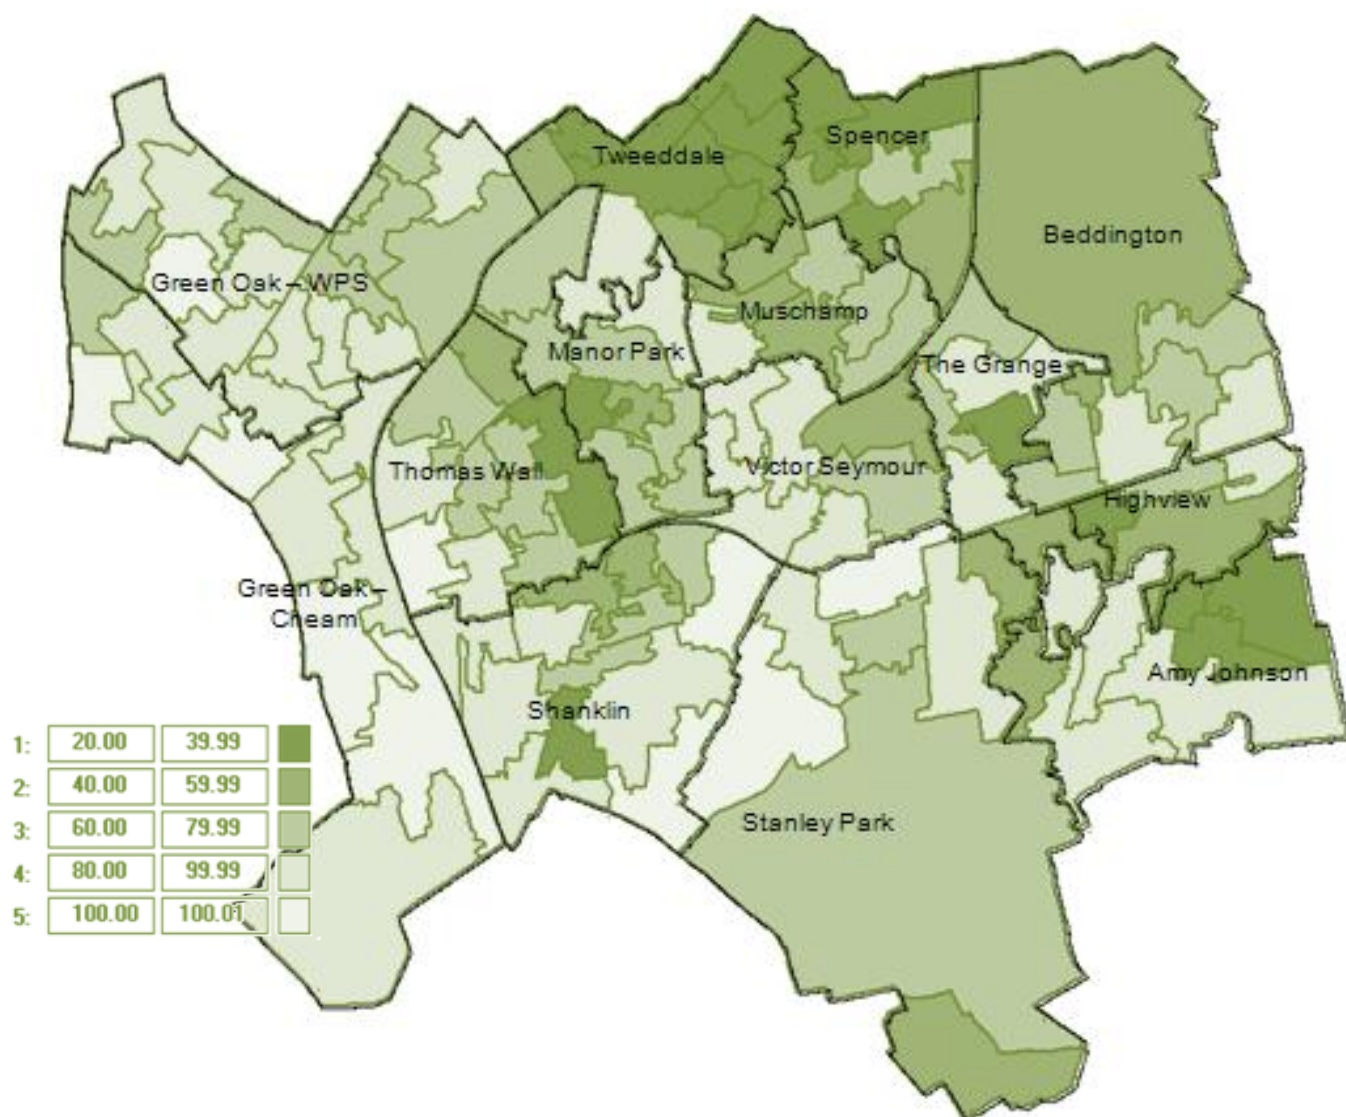 Tweeddale
Spencer
Beddington
Green Oak – WPS
Muschamp
Manor Park
The Grange
Thomas Wall
Victor Seymour
Highview
Green Oak –
Cheam
Amy Johnson
Shanklin
Stanley Park
1: 20.00 39.99
2: 40.00 59.99
3: 60.00 79.99
4: 80.00 99.99
5: 100.00 100.01